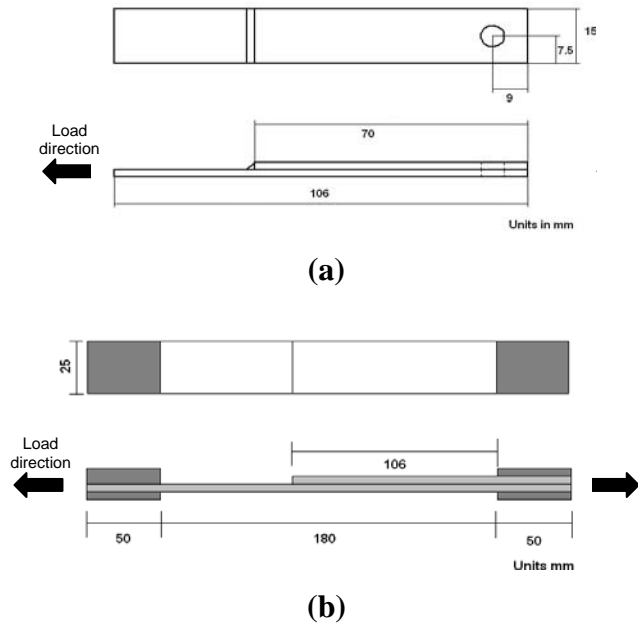 15
7.5
9
Load
direction
70
106
Units in mm
(a)
25
Load
direction
106
50
180
50
Units mm
(b)